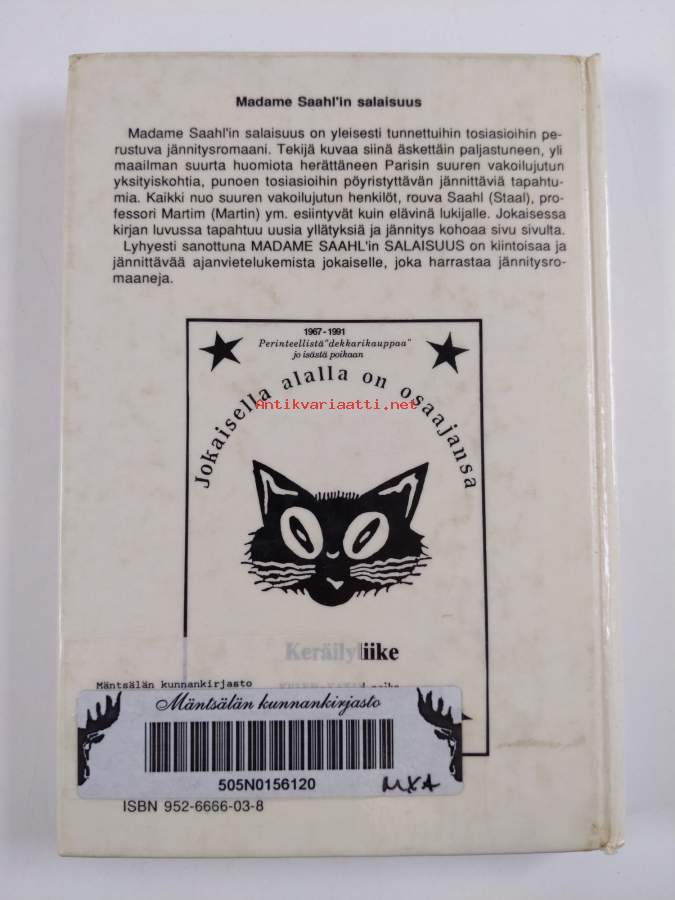 Madame Saahl'in salaisuus
Madame Saahl'in salaisuus on yleisesti tunnettuihin tosiasioihin pe-
rustuva jännitysromaani. Tekijä kuvaa siinä äskettäin paljastuneen, yli
maailman suurta huomiota herättäneen Parisin suuren vakoilujutun
yksityiskohtia, punoen tosiasioihin pöyristyttävän jännittäviä tapahtu-
mia. Kaikki nuo suuren vakoilujutun henkilöt, rouva Saahl (Staal), pro-
fessori Martim (Martin) ym. esiintyvät kuin elävinä lukijalle. Jokaisessa
kirjan luvussa tapahtuu uusia yllätyksiä ja jännitys kohoaa sivu sivulta.
Lyhyesti sanottuna MADAME SAAHL'in SALAISUUS on kiintoisaa ja
jännittävää ajanvietelukemista jokaiselle, joka harrastaa jännitysro-
maaneja.
1967-1991
Perinteellistä "dekkarikauppaa"
jo isästä poikaan
Jokaisella alalla on osaajansa
Antikvariaatti.net
Keräilyliike
Mäntsälän kunnankirjasto
Mäntsälän kunnankirjasto
505N0156120
MXA
ISBN 952-6666-03-8